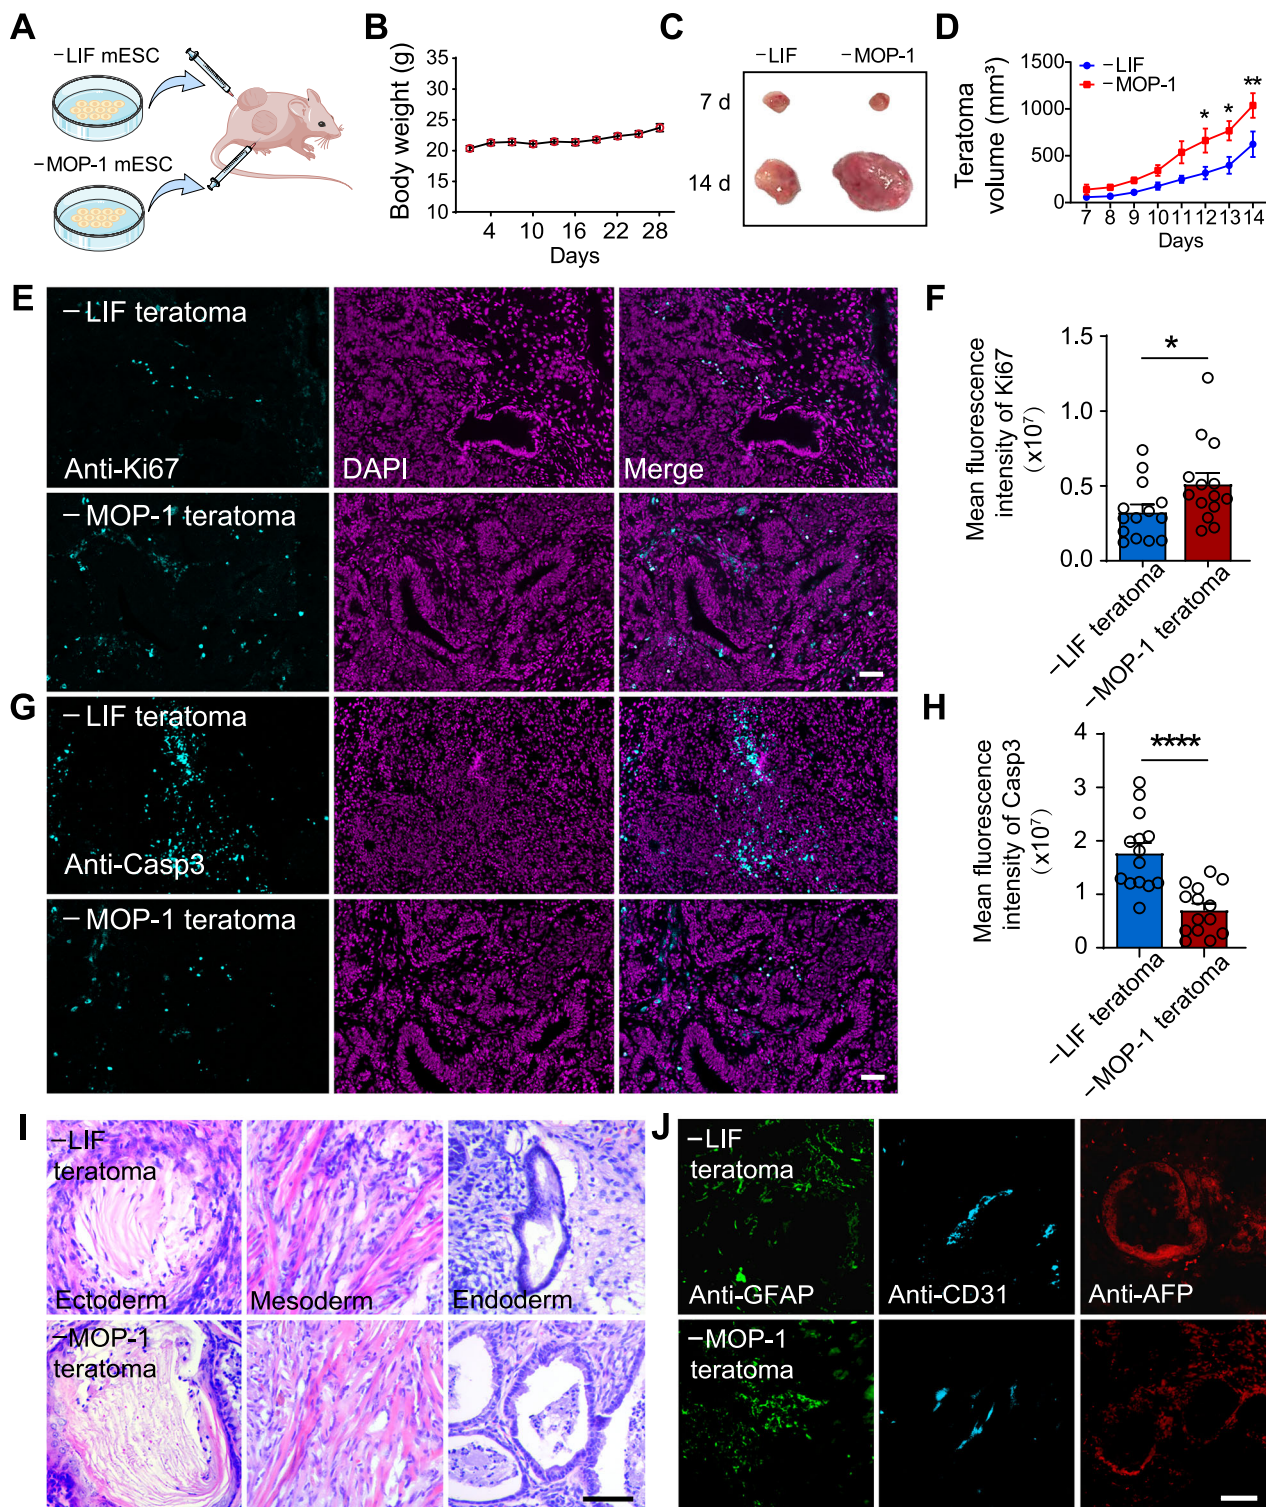 A
–LIF mESC
–MOP-1 mESC
B
Body weight (g)
35
30
25
20
15
10
4 10 16 22 28
Days
C
–LIF –MOP-1
7 d
14 d
D
Teratoma
volume (mm³)
–LIF
–MOP-1
1500
1000
500
0
* * **
7 8 9 10 11 12 13 14
Days
E
–LIF teratoma
Anti-Ki67
DAPI
Merge
–MOP-1 teratoma
F
Mean fluorescence
intensity of Ki67
(x10⁷)
1.5
1.0
0.5
0.0
*
–LIF teratoma
–MOP-1 teratoma
G
–LIF teratoma
Anti-Casp3
–MOP-1 teratoma
H
Mean fluorescence
intensity of Casp3
(x10⁷)
4
3
2
1
0
****
–LIF teratoma
–MOP-1 teratoma
I
–LIF
teratoma
Ectoderm
Mesoderm
Endoderm
–MOP-1
teratoma
J
–LIF
teratoma
Anti-GFAP
Anti-CD31
Anti-AFP
–MOP-1
teratoma